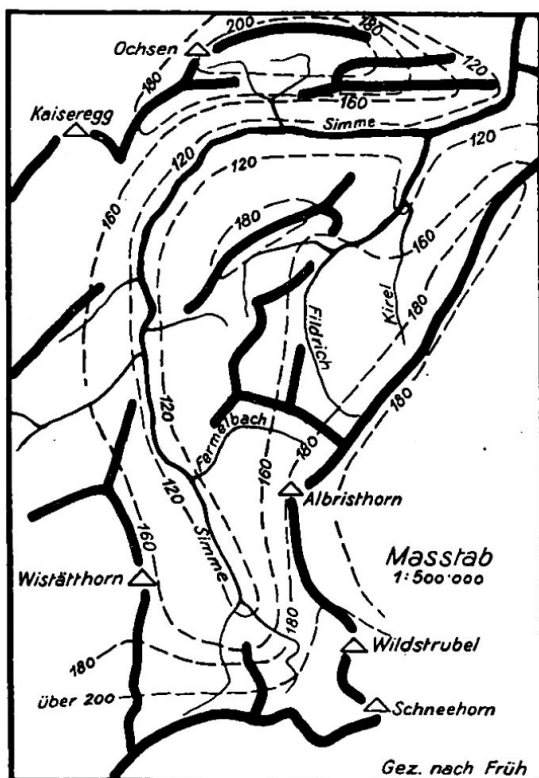 200
180
Ochsen
120
180
160
Kaiseregg
Simme
120
120
120
160
180
160
180
Fildrich
Kirel
180
120
Fermelbach
180
160
120
Albristhorn
Simme
Masstab
1:500'000
160
Wistätthorn
180
Wildstrubel
180
über 200
Schneehorn
Gez. nach Früh